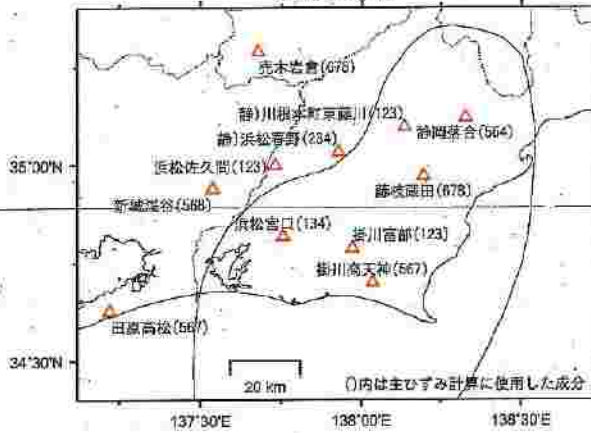 売木岩倉(678)
静)川根本町東藤川(123)
静岡落合(564)
静)浜松春野(234)
浜松佐久間(123)
35°00'N
藤枝蔵田(678)
新城浅谷(568)
浜松宮口(134)
掛川富部(123)
掛川高天神(567)
田原高松(567)
34°30'N
20 km
()内は主ひずみ計算に使用した成分
137°30'E
138°00'E
138°30'E